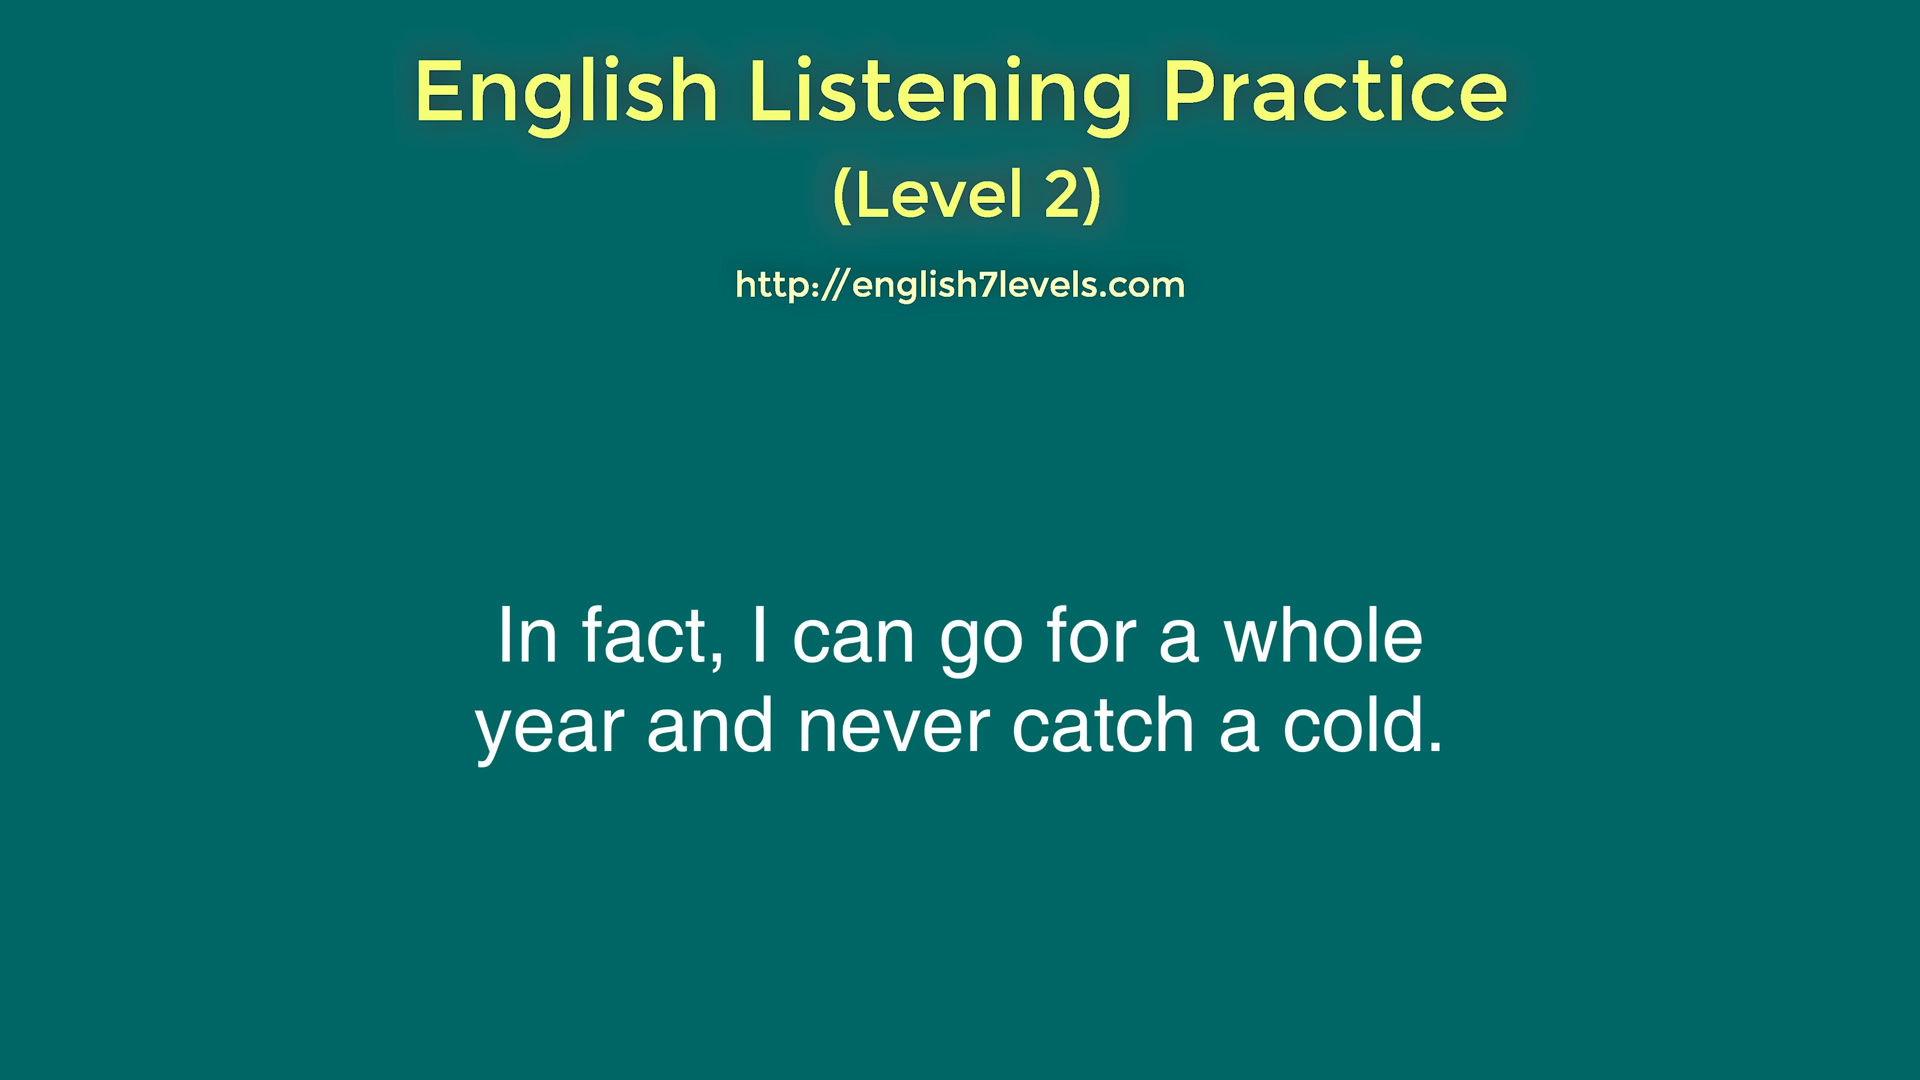 English Listening Practice
(Level 2)
http://english7levels.com
In fact, I can go for a whole
year and never catch a cold.